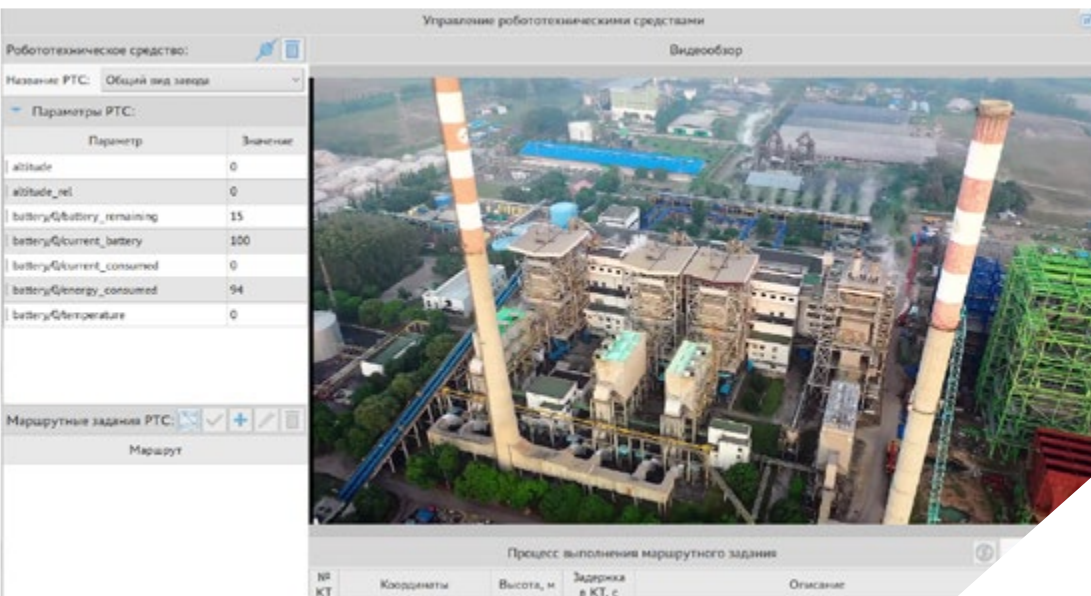 Управление робототехническими средствами
Робототехническое средство:
Видеообзор
Название РТС: Общий вид завода
Параметры РТС:
Параметр Значение
altitude 0
altitude_rel 0
battery/0/battery_remaining 15
battery/0/current_battery 100
battery/0/current_consumed 0
battery/0/energy_consumed 94
battery/0/temperature 0
Маршрутные задания РТС:
Маршрут
Процесс выполнения маршрутного задания
№ КТ Координаты Высота, м Задержка в КТ, с Описание